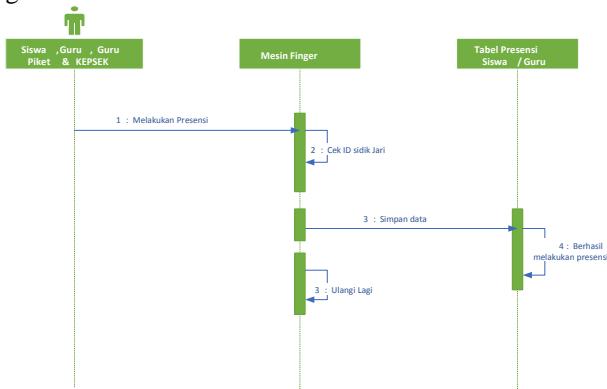 g
Siswa ,Guru , Guru
Piket & KEPSEK
Mesin Finger
Tabel Presensi
Siswa / Guru
1 : Melakukan Presensi
2 : Cek ID sidik Jari
3 : Simpan data
4 : Berhasil
melakukan presensi
3 : Ulangi Lagi